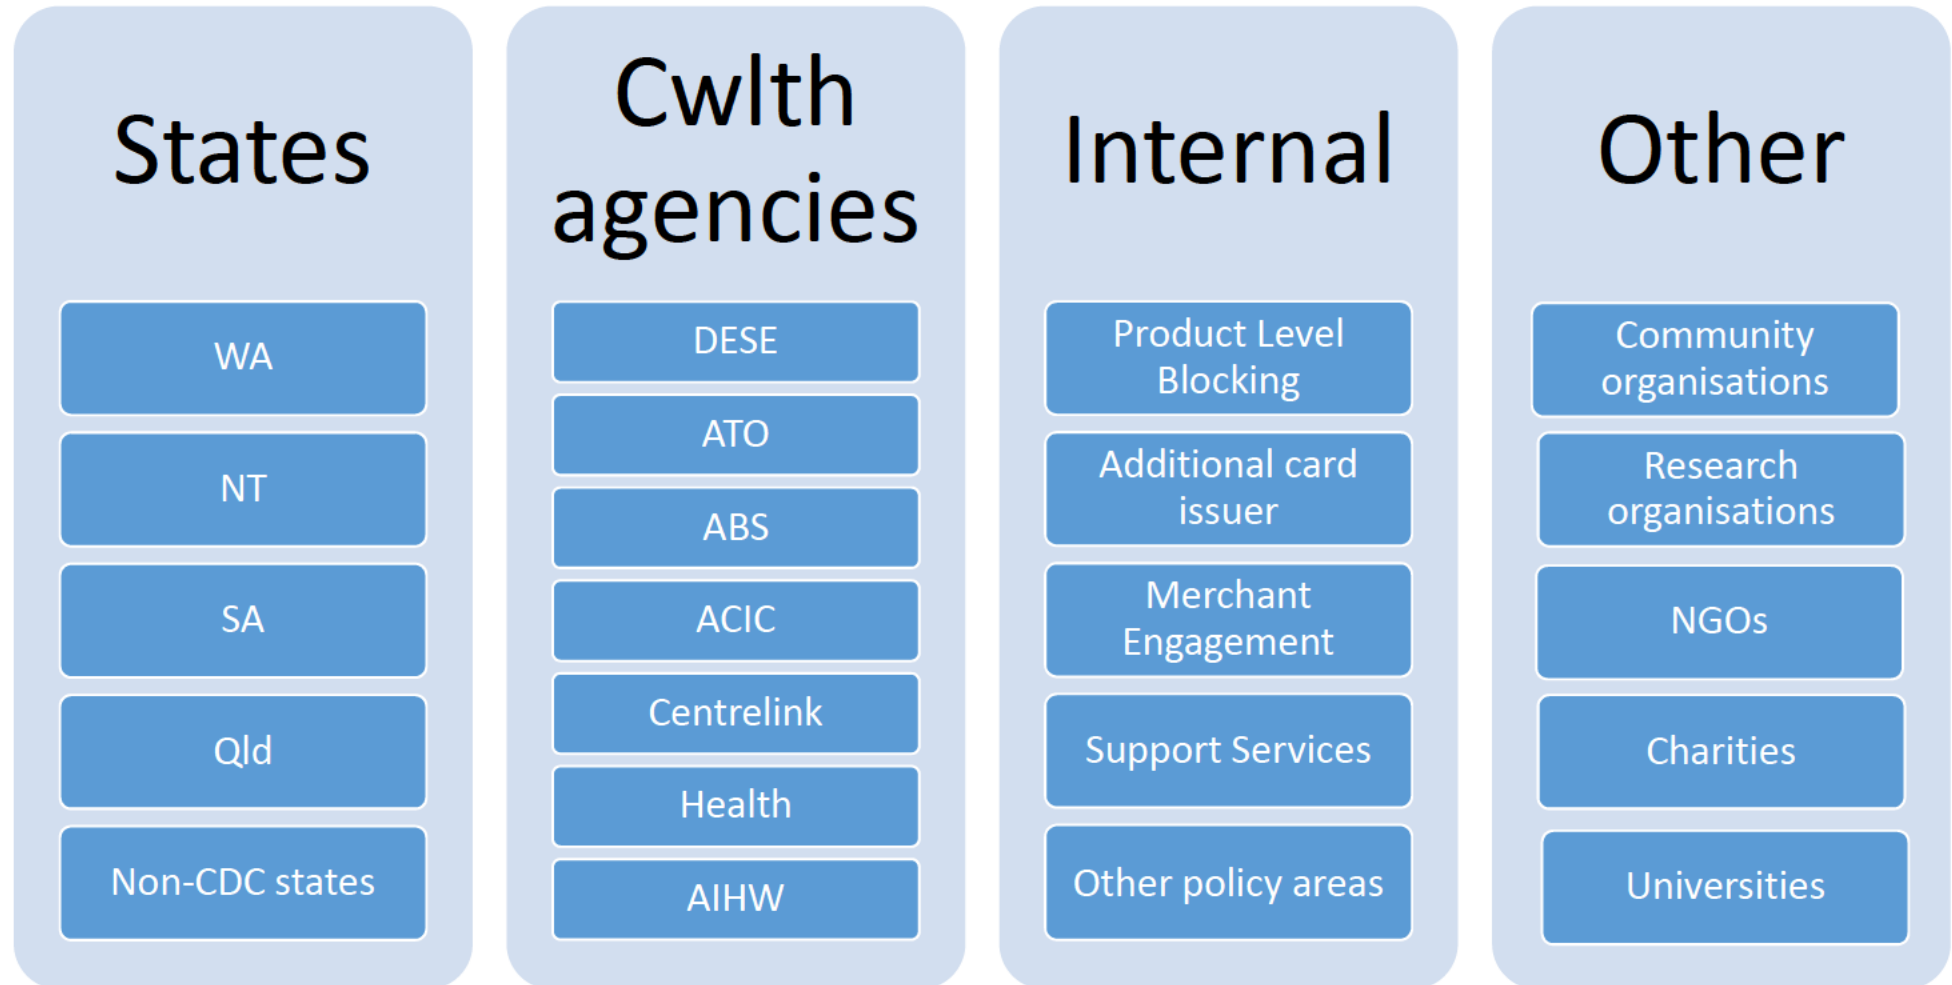 States
WA
NT
SA
Qld
Non-CDC states
Cwlth
agencies
DESE
ATO
ABS
ACIC
Centrelink
Health
AIHW
Internal
Product Level
Blocking
Additional card
issuer
Merchant
Engagement
Support Services
Other policy areas
Other
Community
organisations
Research
organisations
NGOs
Charities
Universities